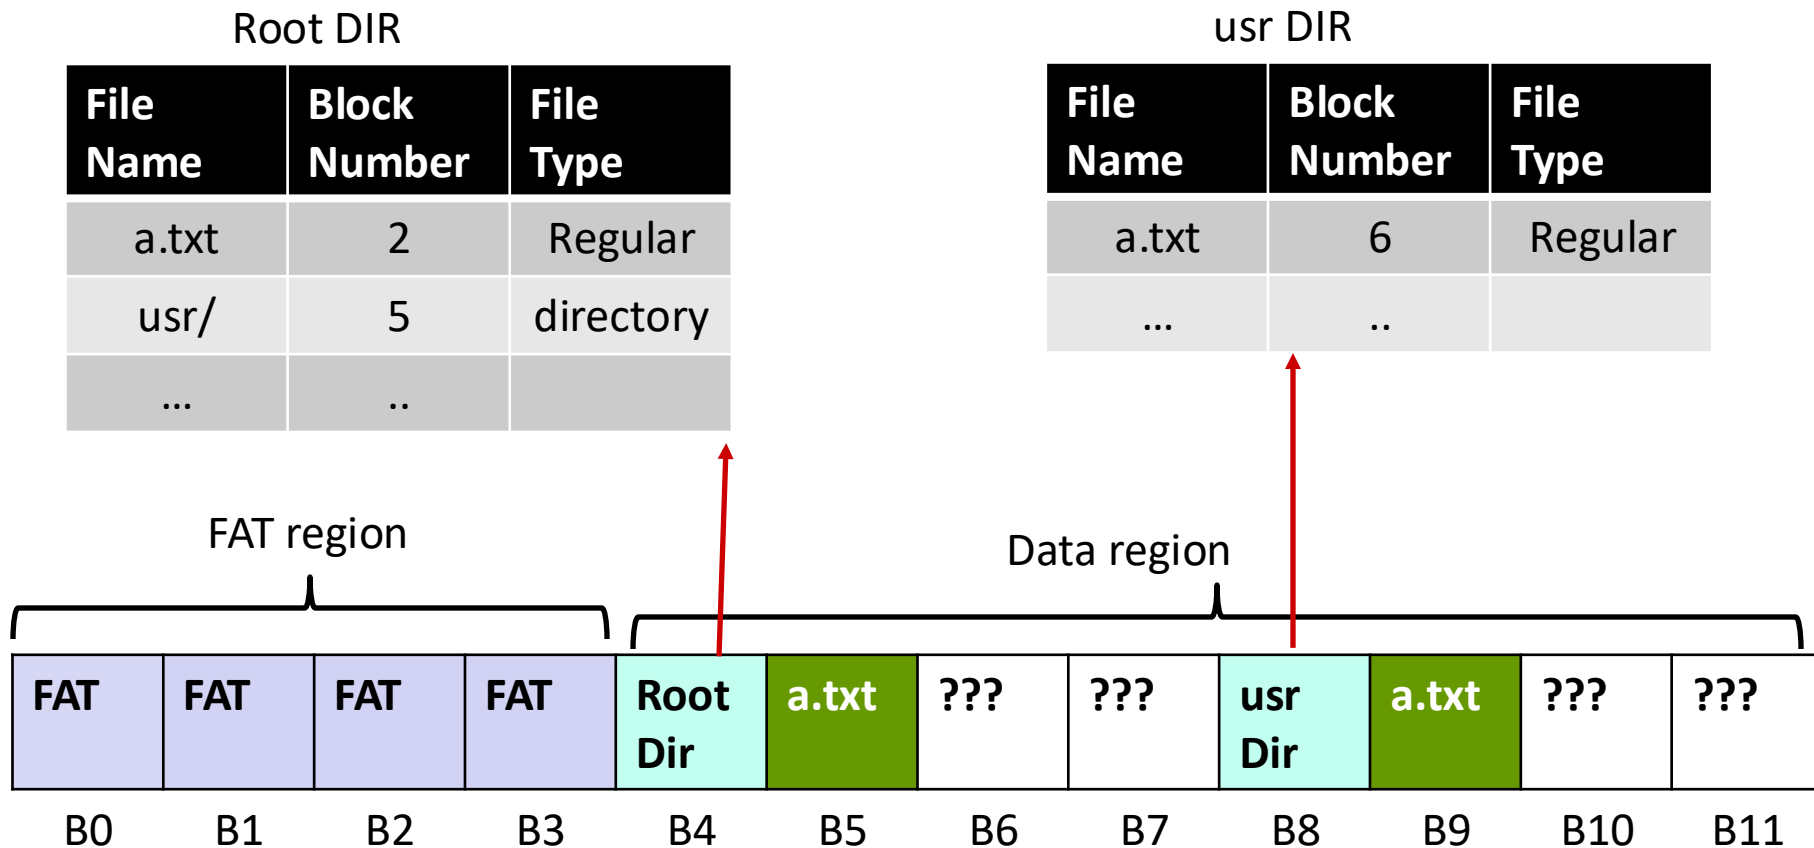 Root DIR
File Name Block Number File Type
a.txt 2 Regular
usr/ 5 directory
... ..
usr DIR
File Name Block Number File Type
a.txt 6 Regular
... ..
FAT region
Data region
FAT FAT FAT FAT Root Dir a.txt ??? ??? usr Dir a.txt ??? ???
B0 B1 B2 B3 B4 B5 B6 B7 B8 B9 B10 B11